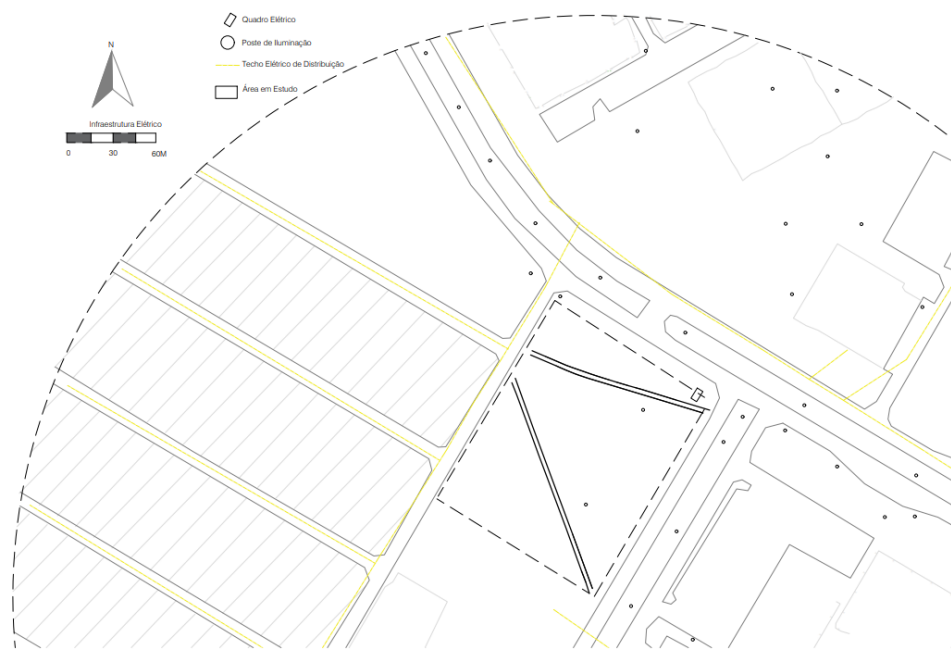 Quadro Elétrico
Poste de Iluminação
Techo Elétrico de Distribuição
Área em Estudo
N
Infraestrutura Elétrico
0 30 60M